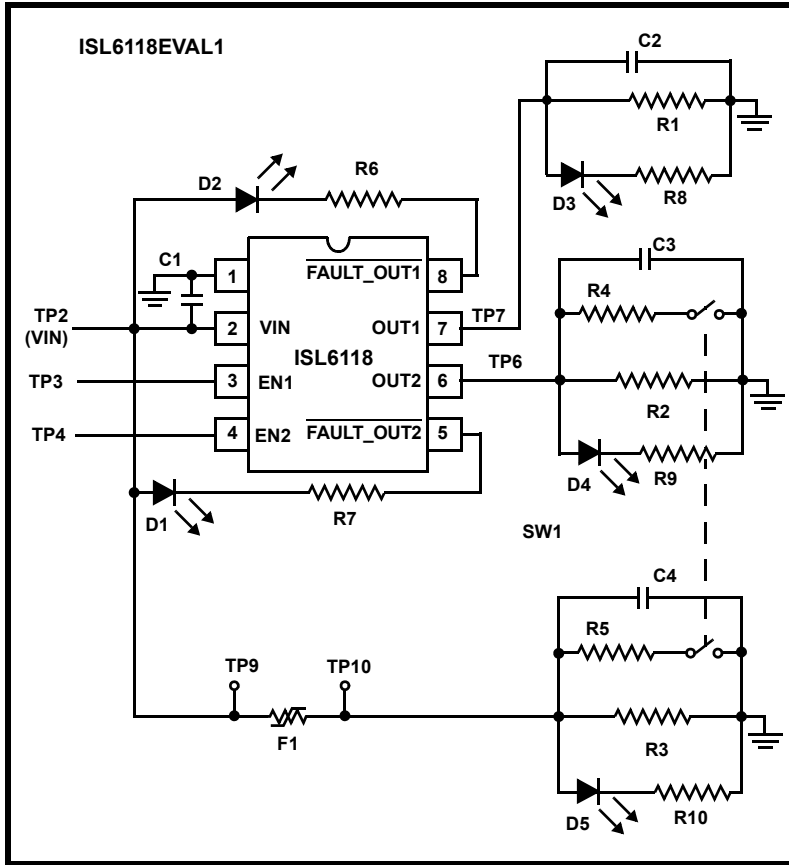 ISL6118EVAL1
C2
R1
D3
R8
D2
R6
C1
1
FAULT_OUT1
8
TP2
(VIN)
2
VIN
OUT1
7
TP7
ISL6118
TP3
3
EN1
OUT2
6
TP6
TP4
4
EN2
FAULT_OUT2
5
D1
R7
C3
R4
R2
D4
R9
SW1
C4
R5
TP9
TP10
F1
R3
D5
R10